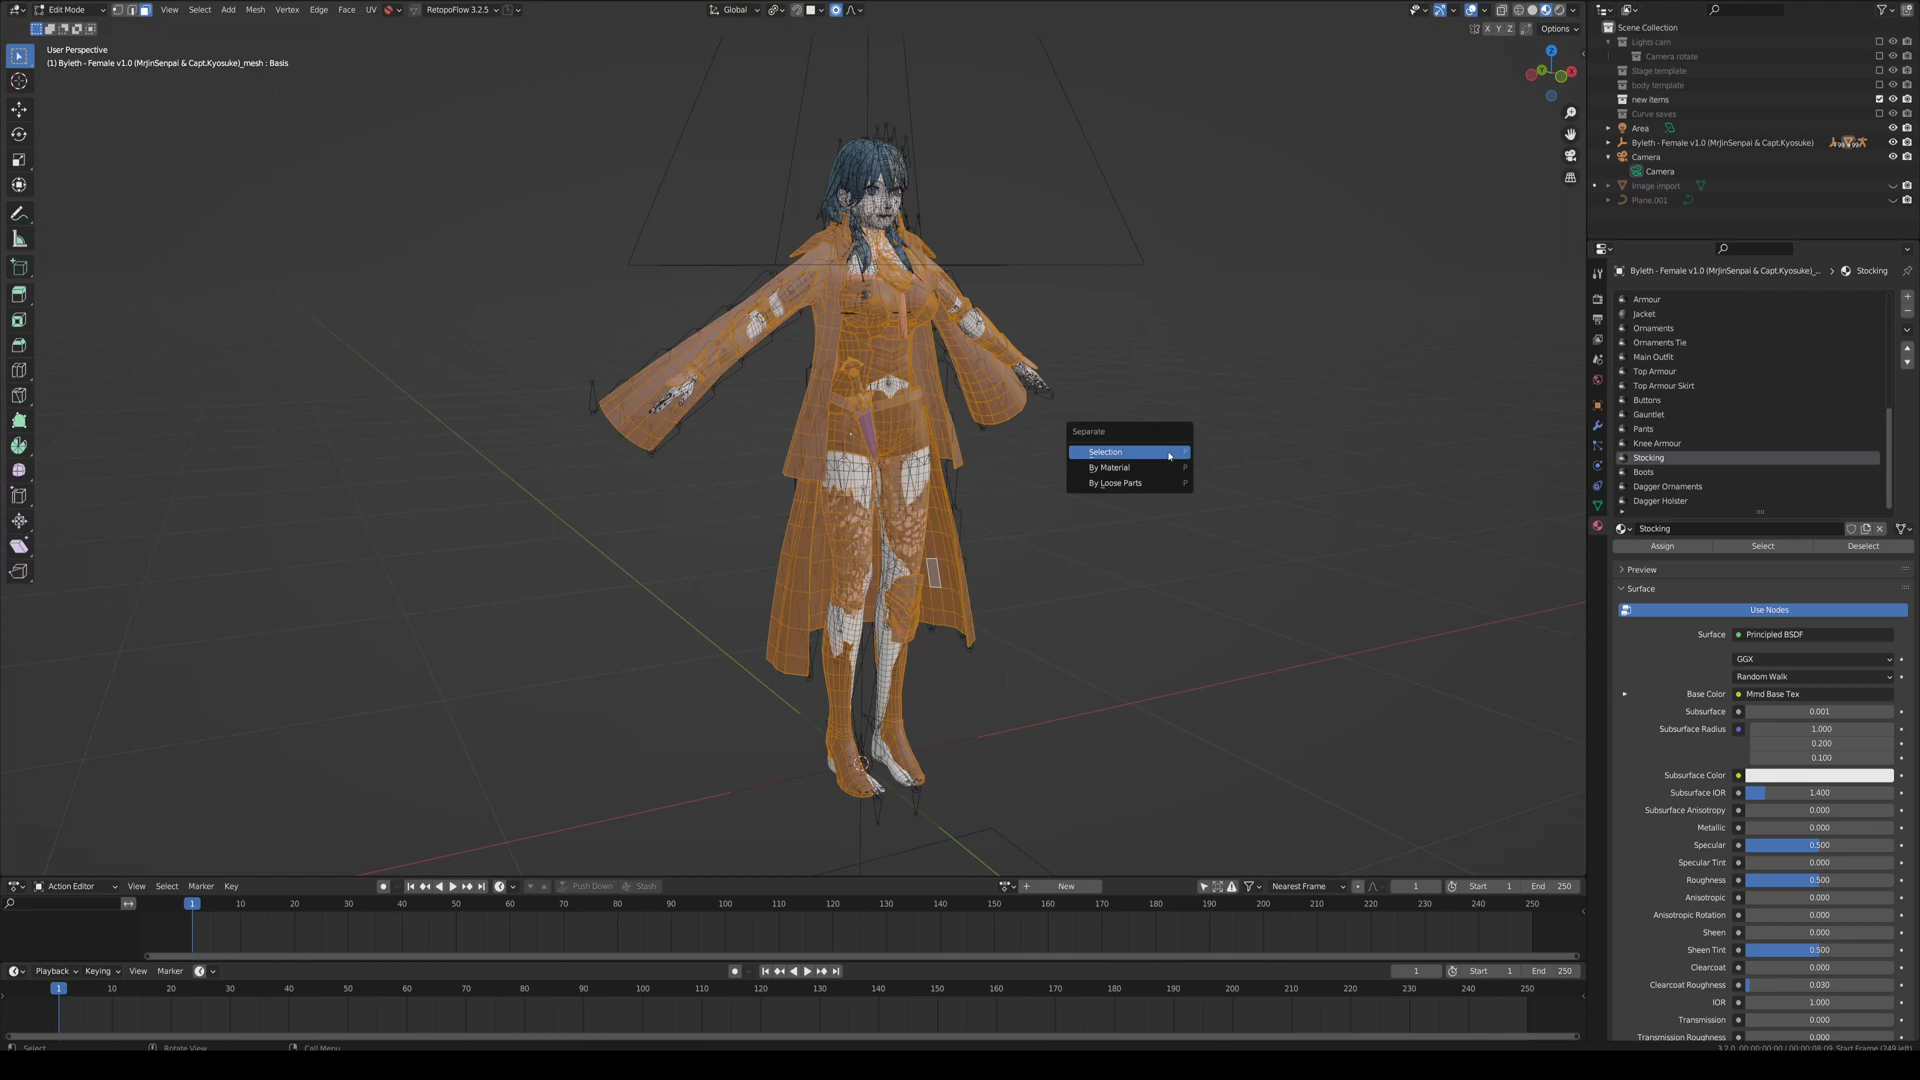 Edit Mode View Select Add Mesh Vertex Edge Face UV RetopoFlow 3.2.5 Global
X Y Z Options
User Perspective
(1) Byleth - Female v1.0 (MrJinSenpai & Capt.Kyosuke)_mesh : Basis
Separate
Selection P
By Material P
By Loose Parts P
Scene Collection
Lights cam
Camera rotate
Stage template
body template
new items
Curve saves
Area
Byleth - Female v1.0 (MrJinSenpai & Capt.Kyosuke)
Camera
Camera
Image import
Plane.001
Byleth - Female v1.0 (MrJinSenpai & Capt.Kyosuke)_... Stocking
Armour
Jacket
Ornaments
Ornaments Tie
Main Outfit
Top Armour
Top Armour Skirt
Buttons
Gauntlet
Pants
Knee Armour
Stocking
Boots
Dagger Ornaments
Dagger Holster
Stocking
Assign Select Deselect
Preview
Surface
Use Nodes
Surface Principled BSDF
GGX
Random Walk
Base Color Mmd Base Tex
Subsurface 0.001
Subsurface Radius 1.000
0.200
0.100
Subsurface Color
Subsurface IOR 1.400
Subsurface Anisotropy 0.000
Metallic 0.000
Specular 0.500
Specular Tint 0.000
Roughness 0.500
Anisotropic 0.000
Anisotropic Rotation 0.000
Sheen 0.000
Sheen Tint 0.500
Clearcoat 0.000
Clearcoat Roughness 0.030
IOR 1.000
Transmission 0.000
Transmission Roughness 0.000
Action Editor View Select Marker Key Push Down Stash New Nearest Frame 1 Start 1 End 250
1 10 20 30 40 50 60 70 80 90 100 110 120 130 140 150 160 170 180 190 200 210 220 230 240 250
Playback Keying View Marker 1 Start 1 End 250
1 10 20 30 40 50 60 70 80 90 100 110 120 130 140 150 160 170 180 190 200 210 220 230 240 250
Select Rotate View Call Menu